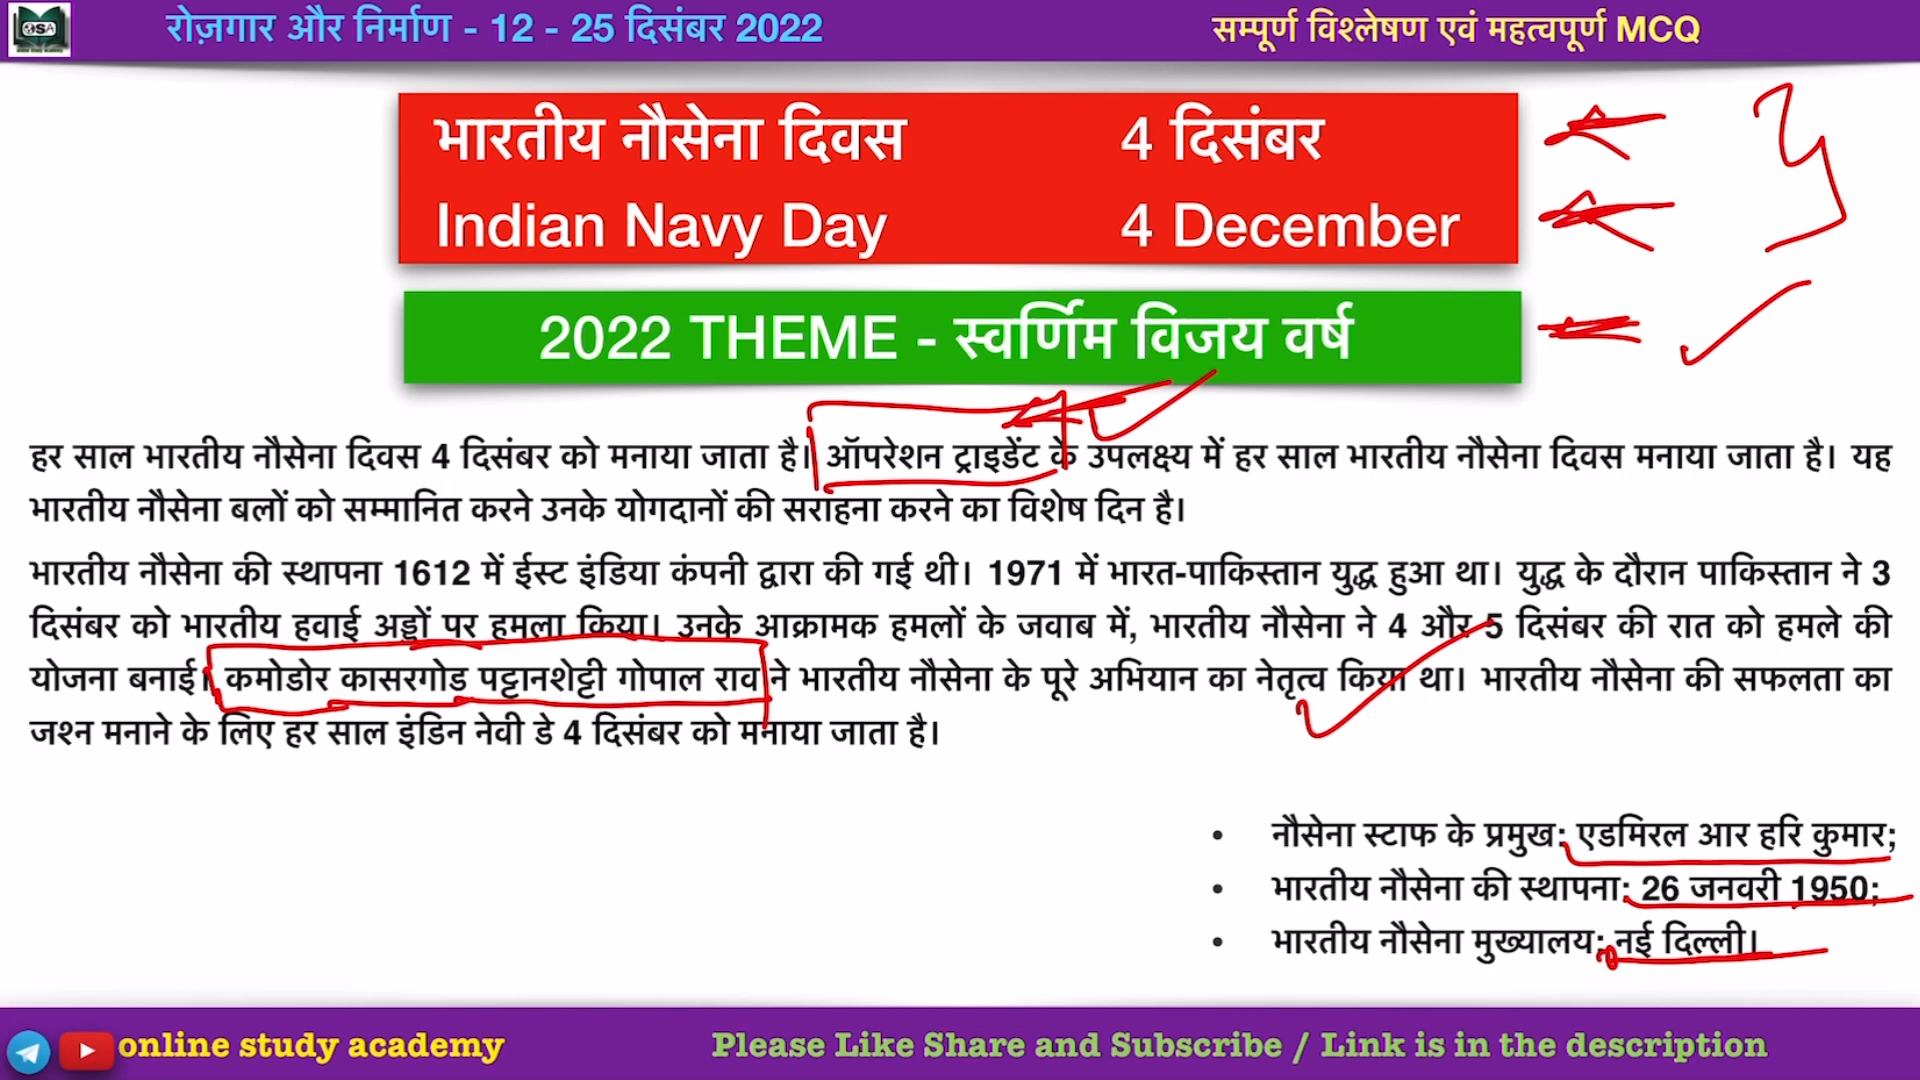 OSA
रोज़गार और निर्माण - 12 - 25 दिसंबर 2022
सम्पूर्ण विश्लेषण एवं महत्वपूर्ण MCQ
भारतीय नौसेना दिवस 4 दिसंबर
Indian Navy Day 4 December
2022 THEME - स्वर्णिम विजय वर्ष
हर साल भारतीय नौसेना दिवस 4 दिसंबर को मनाया जाता है। ऑपरेशन ट्राइडेंट के उपलक्ष्य में हर साल भारतीय नौसेना दिवस मनाया जाता है। यह
भारतीय नौसेना बलों को सम्मानित करने उनके योगदानों की सराहना करने का विशेष दिन है।
भारतीय नौसेना की स्थापना 1612 में ईस्ट इंडिया कंपनी द्वारा की गई थी। 1971 में भारत-पाकिस्तान युद्ध हुआ था। युद्ध के दौरान पाकिस्तान ने 3
दिसंबर को भारतीय हवाई अड्डों पर हमला किया। उनके आक्रामक हमलों के जवाब में, भारतीय नौसेना ने 4 और 5 दिसंबर की रात को हमले की
योजना बनाई। कमोडोर कासरगोड पट्टानशेट्टी गोपाल राव ने भारतीय नौसेना के पूरे अभियान का नेतृत्व किया था। भारतीय नौसेना की सफलता का
जश्न मनाने के लिए हर साल इंडिन नेवी डे 4 दिसंबर को मनाया जाता है।
• नौसेना स्टाफ के प्रमुख: एडमिरल आर हरि कुमार;
• भारतीय नौसेना की स्थापना: 26 जनवरी 1950;
• भारतीय नौसेना मुख्यालय: नई दिल्ली।
online study academy
Please Like Share and Subscribe / Link is in the description